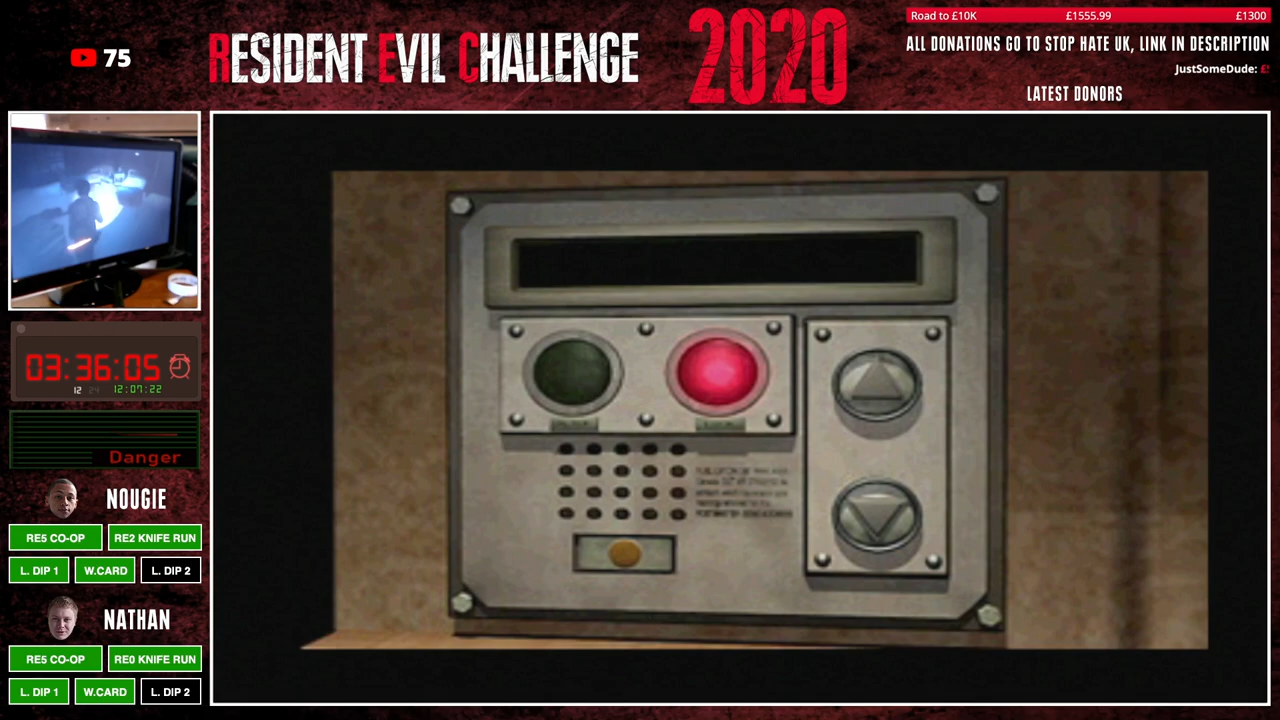 75
RESIDENT EVIL CHALLENGE 2020
Road to £10K £1555.99 £1300
ALL DONATIONS GO TO STOP HATE UK, LINK IN DESCRIPTION
JustSomeDude: £!
LATEST DONORS
03:36:05
12 24 12:07:22
Danger
NOUGIE
RE5 CO-OP RE2 KNIFE RUN
L. DIP 1 W.CARD L. DIP 2
NATHAN
RE5 CO-OP RE0 KNIFE RUN
L. DIP 1 W.CARD L. DIP 2